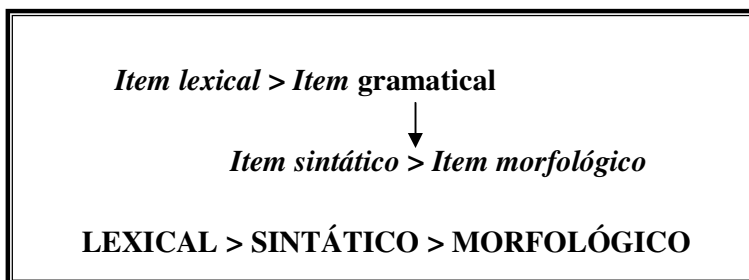 Item lexical > Item gramatical
Item sintático > Item morfológico
LEXICAL > SINTÁTICO > MORFOLÓGICO